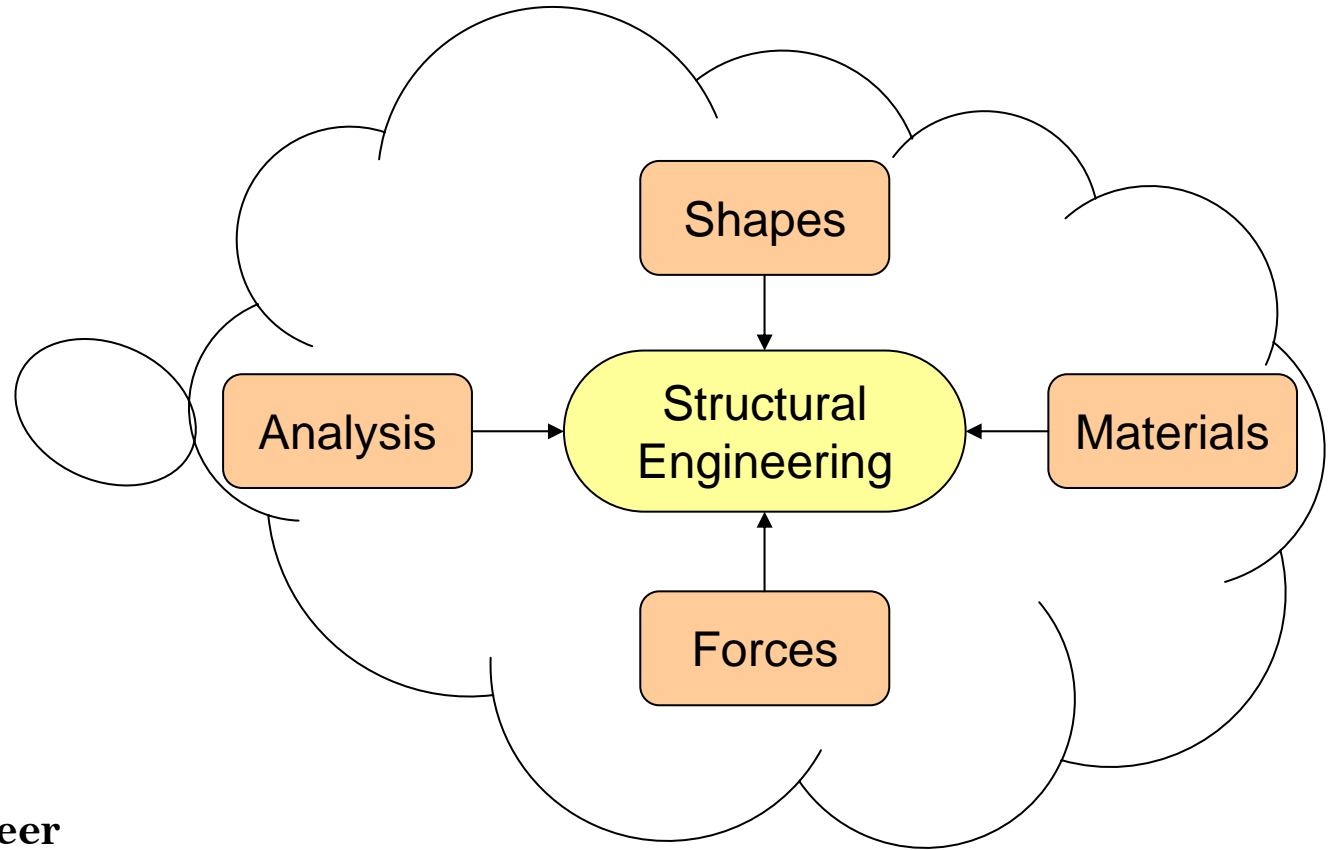 Shapes
Analysis
Structural
Engineering
Materials
Forces
eer